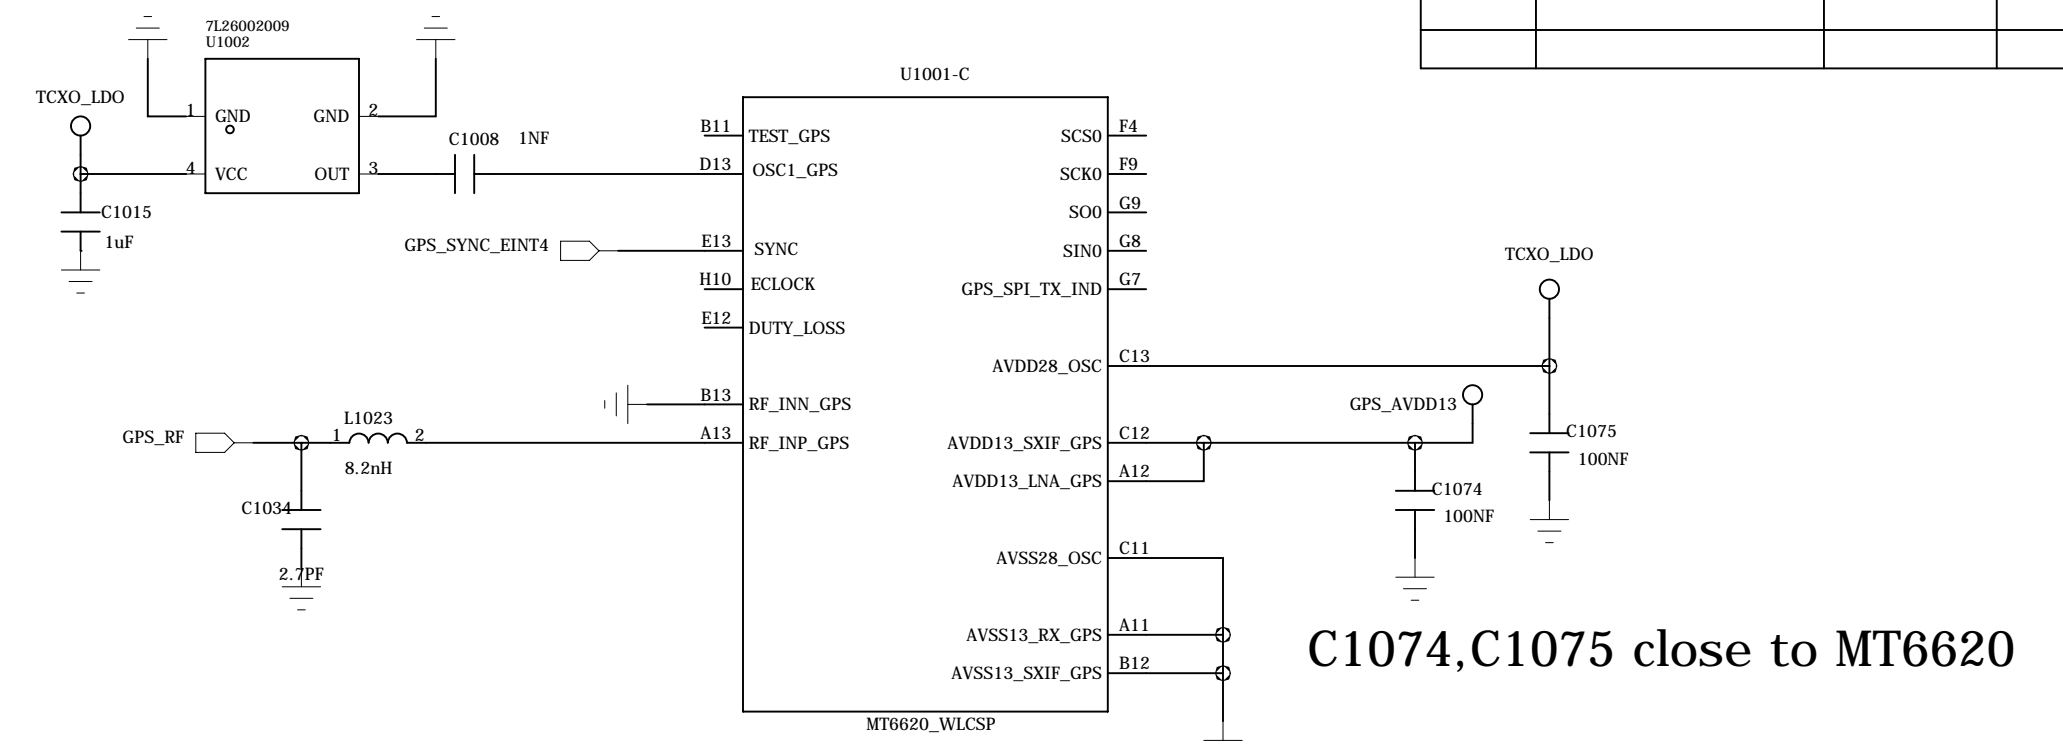 7L26002009
U1002
TCXO_LDO
1 GND GND 2
4 VCC OUT 3
C1015
1uF
C1008 1NF
GPS_SYNC_EINT4
GPS_RF
1 L1023 2
8.2nH
C1034
2.7PF
U1001-C
B11 TEST_GPS SCS0 F4
D13 OSC1_GPS SCK0 F9
SO0 G9
E13 SYNC SIN0 G8
H10 ECLOCK GPS_SPI_TX_IND G7
E12 DUTY_LOSS
AVDD28_OSC C13
B13 RF_INN_GPS
A13 RF_INP_GPS AVDD13_SXIF_GPS C12
AVDD13_LNA_GPS A12
AVSS28_OSC C11
AVSS13_RX_GPS A11
AVSS13_SXIF_GPS B12
MT6620_WLCSP
TCXO_LDO
GPS_AVDD13
C1075
100NF
C1074
100NF
C1074,C1075 close to MT6620